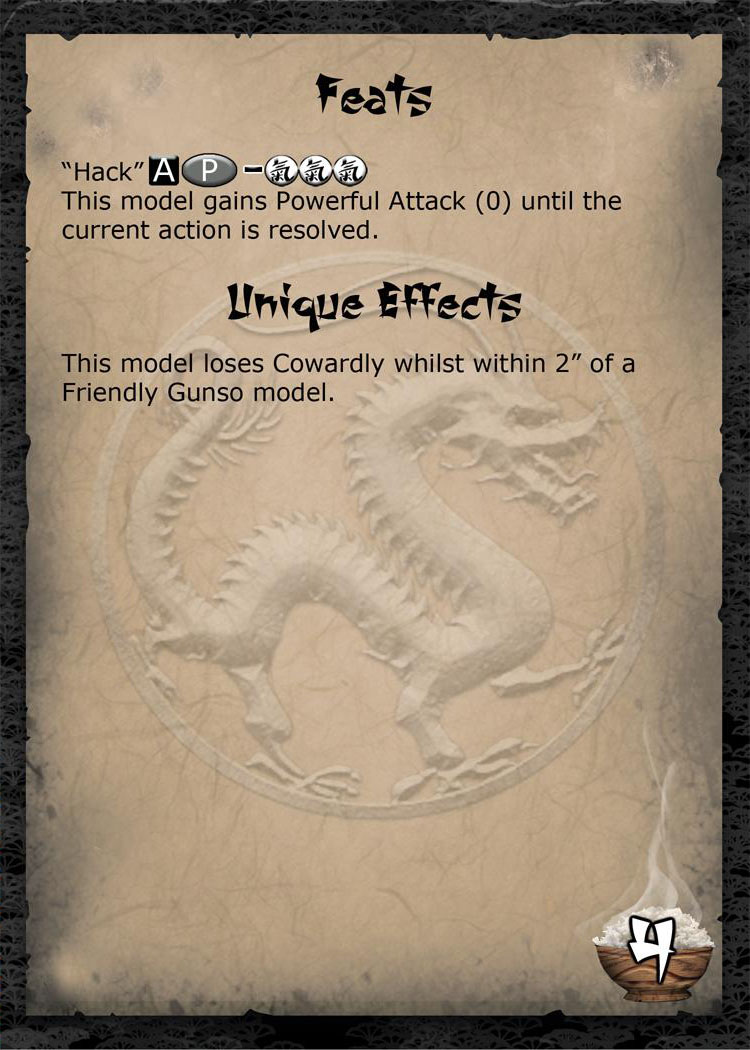 Feats
“Hack” A P -氣氣氣
This model gains Powerful Attack (0) until the
current action is resolved.
Unique Effects
This model loses Cowardly whilst within 2” of a
Friendly Gunso model.
4